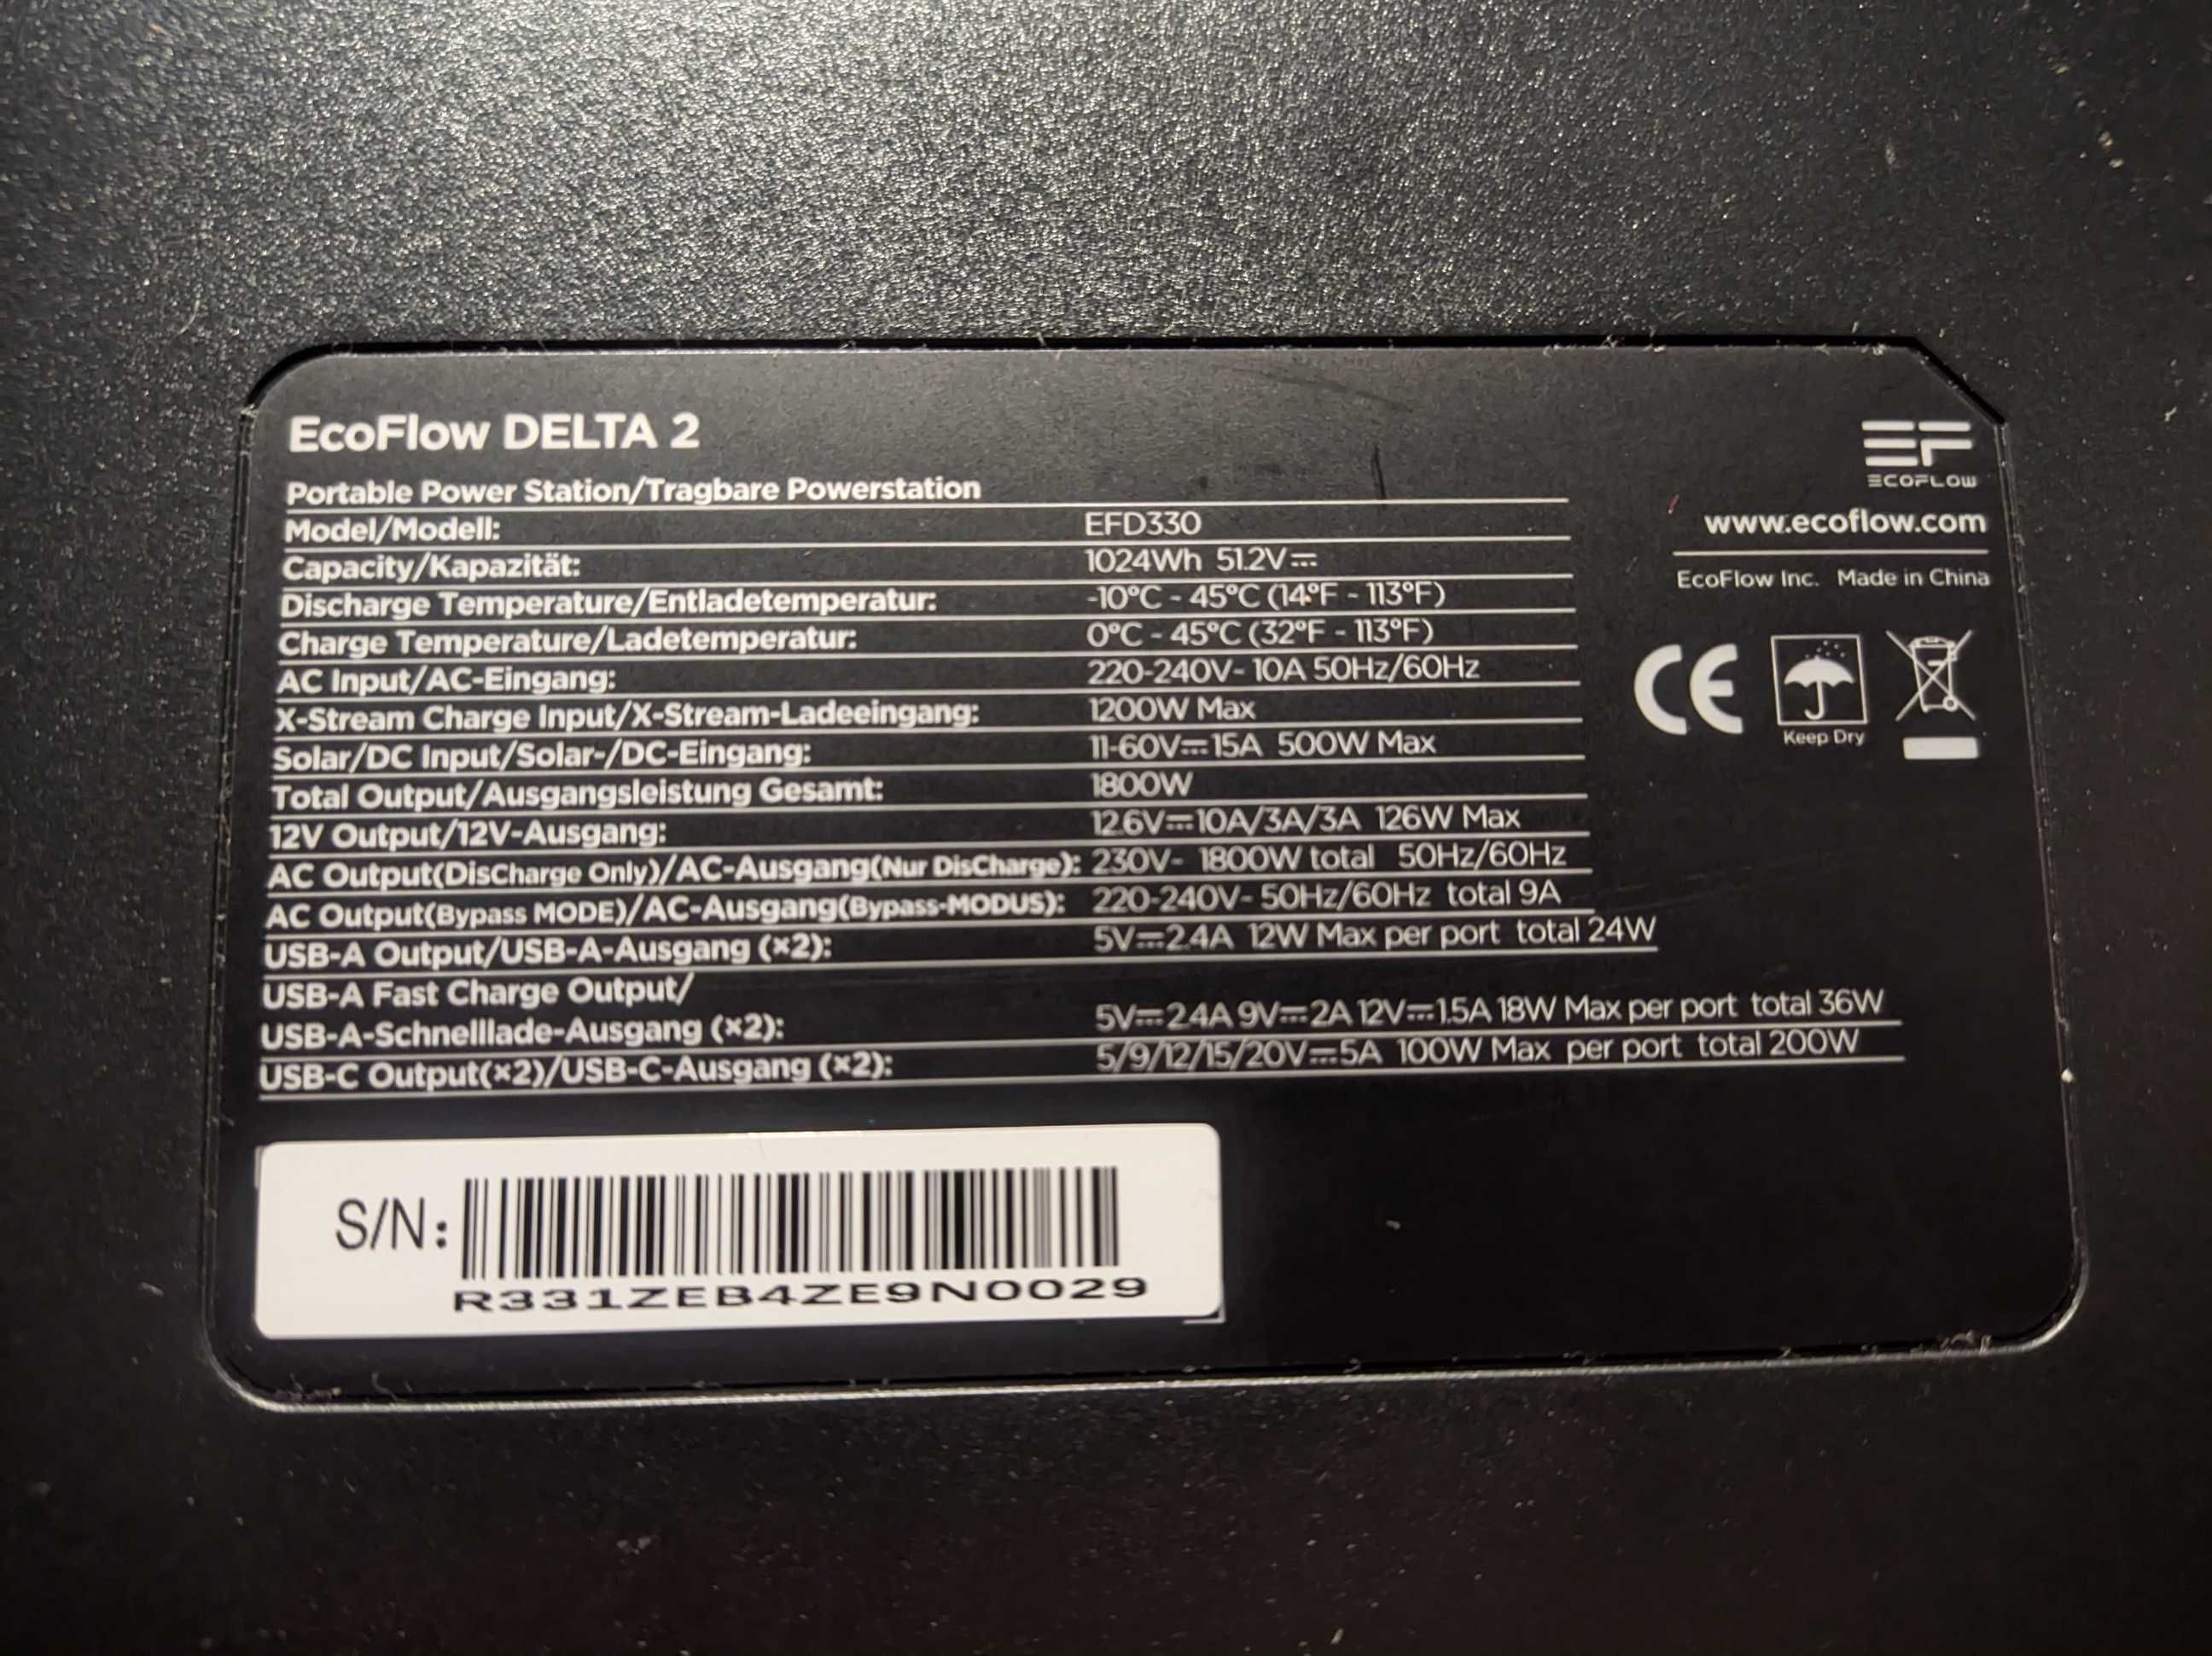 EcoFlow DELTA 2
Portable Power Station/Tragbare Powerstation
Model/Modell: EFD330
Capacity/Kapazität: 1024Wh 51.2V⎓
Discharge Temperature/Entladetemperatur: -10°C - 45°C (14°F - 113°F)
Charge Temperature/Ladetemperatur: 0°C - 45°C (32°F - 113°F)
AC Input/AC-Eingang: 220-240V~ 10A 50Hz/60Hz
X-Stream Charge Input/X-Stream-Ladeeingang: 1200W Max
Solar/DC Input/Solar-/DC-Eingang: 11-60V⎓15A 500W Max
Total Output/Ausgangsleistung Gesamt: 1800W
12V Output/12V-Ausgang: 12.6V⎓10A/3A/3A 126W Max
AC Output(DisCharge Only)/AC-Ausgang(Nur DisCharge): 230V~ 1800W total 50Hz/60Hz
AC Output(Bypass MODE)/AC-Ausgang(Bypass-MODUS): 220-240V~ 50Hz/60Hz total 9A
USB-A Output/USB-A-Ausgang (×2): 5V⎓2.4A 12W Max per port total 24W
USB-A Fast Charge Output/
USB-A-Schnelllade-Ausgang (×2): 5V⎓2.4A 9V⎓2A 12V⎓1.5A 18W Max per port total 36W
USB-C Output(×2)/USB-C-Ausgang (×2): 5/9/12/15/20V⎓5A 100W Max per port total 200W
EF
ECOFLOW
www.ecoflow.com
EcoFlow Inc. Made in China
CE
Keep Dry
S/N:
R331ZEB4ZE9N0029